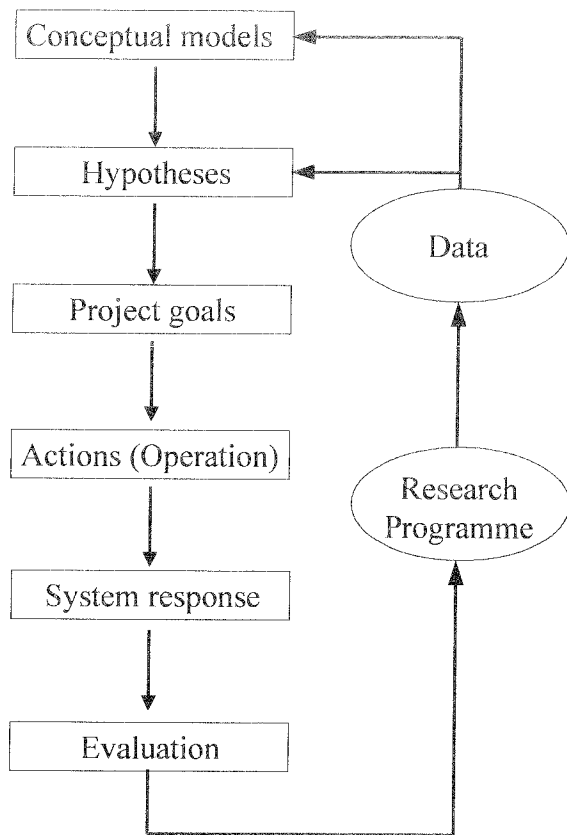 Conceptual models
Hypotheses
Project goals
Actions (Operation)
System response
Evaluation
Data
Research
Programme